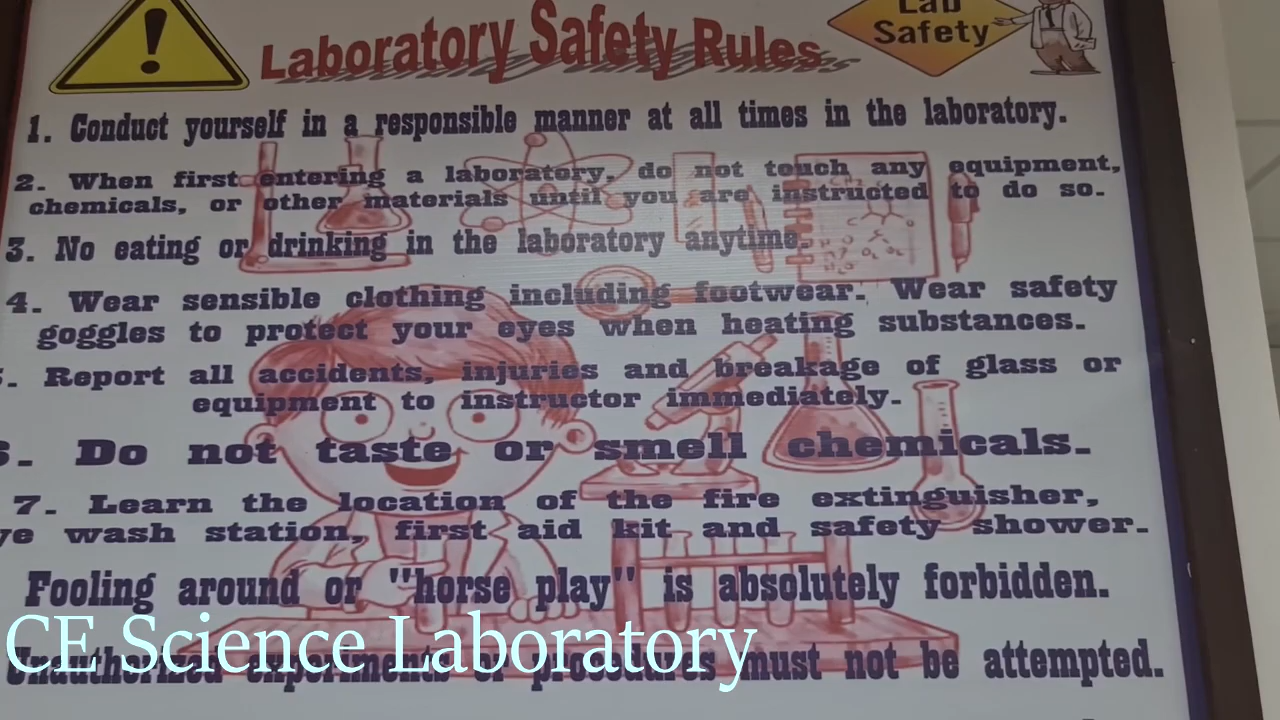 Lab
Safety
Laboratory Safety Rules
1. Conduct yourself in a responsible manner at all times in the laboratory.
2. When first entering a laboratory, do not touch any equipment,
chemicals, or other materials until you are instructed to do so.
3. No eating or drinking in the laboratory anytime.
4. Wear sensible clothing including footwear. Wear safety
goggles to protect your eyes when heating substances.
. Report all accidents, injuries and breakage of glass or
equipment to instructor immediately.
. Do not taste or smell chemicals.
7. Learn the location of the fire extinguisher,
ye wash station, first aid kit and safety shower.
Fooling around or "horse play" is absolutely forbidden.
CE Science Laboratory
Unauthorized experiments or procedures must not be attempted.